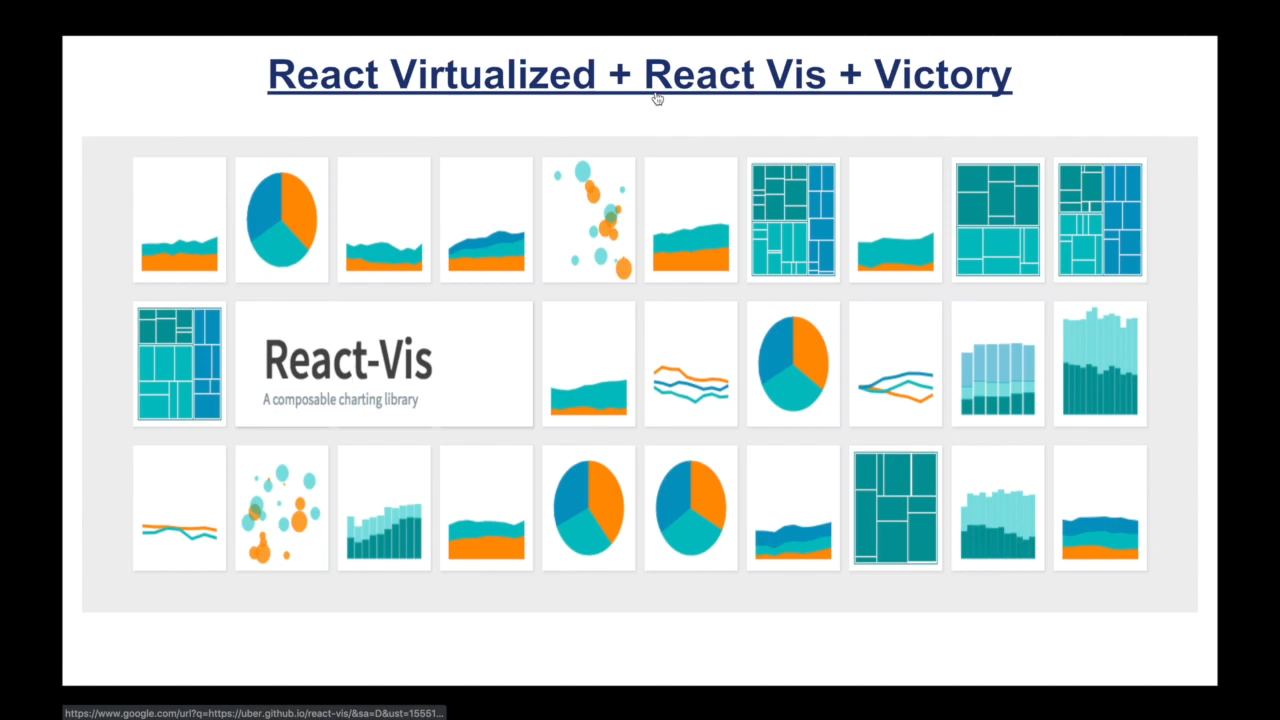 React Virtualized + React Vis + Victory
React-Vis
A composable charting library
https://www.google.com/url?q=https://uber.github.io/react-vis/&sa=D&ust=15551...